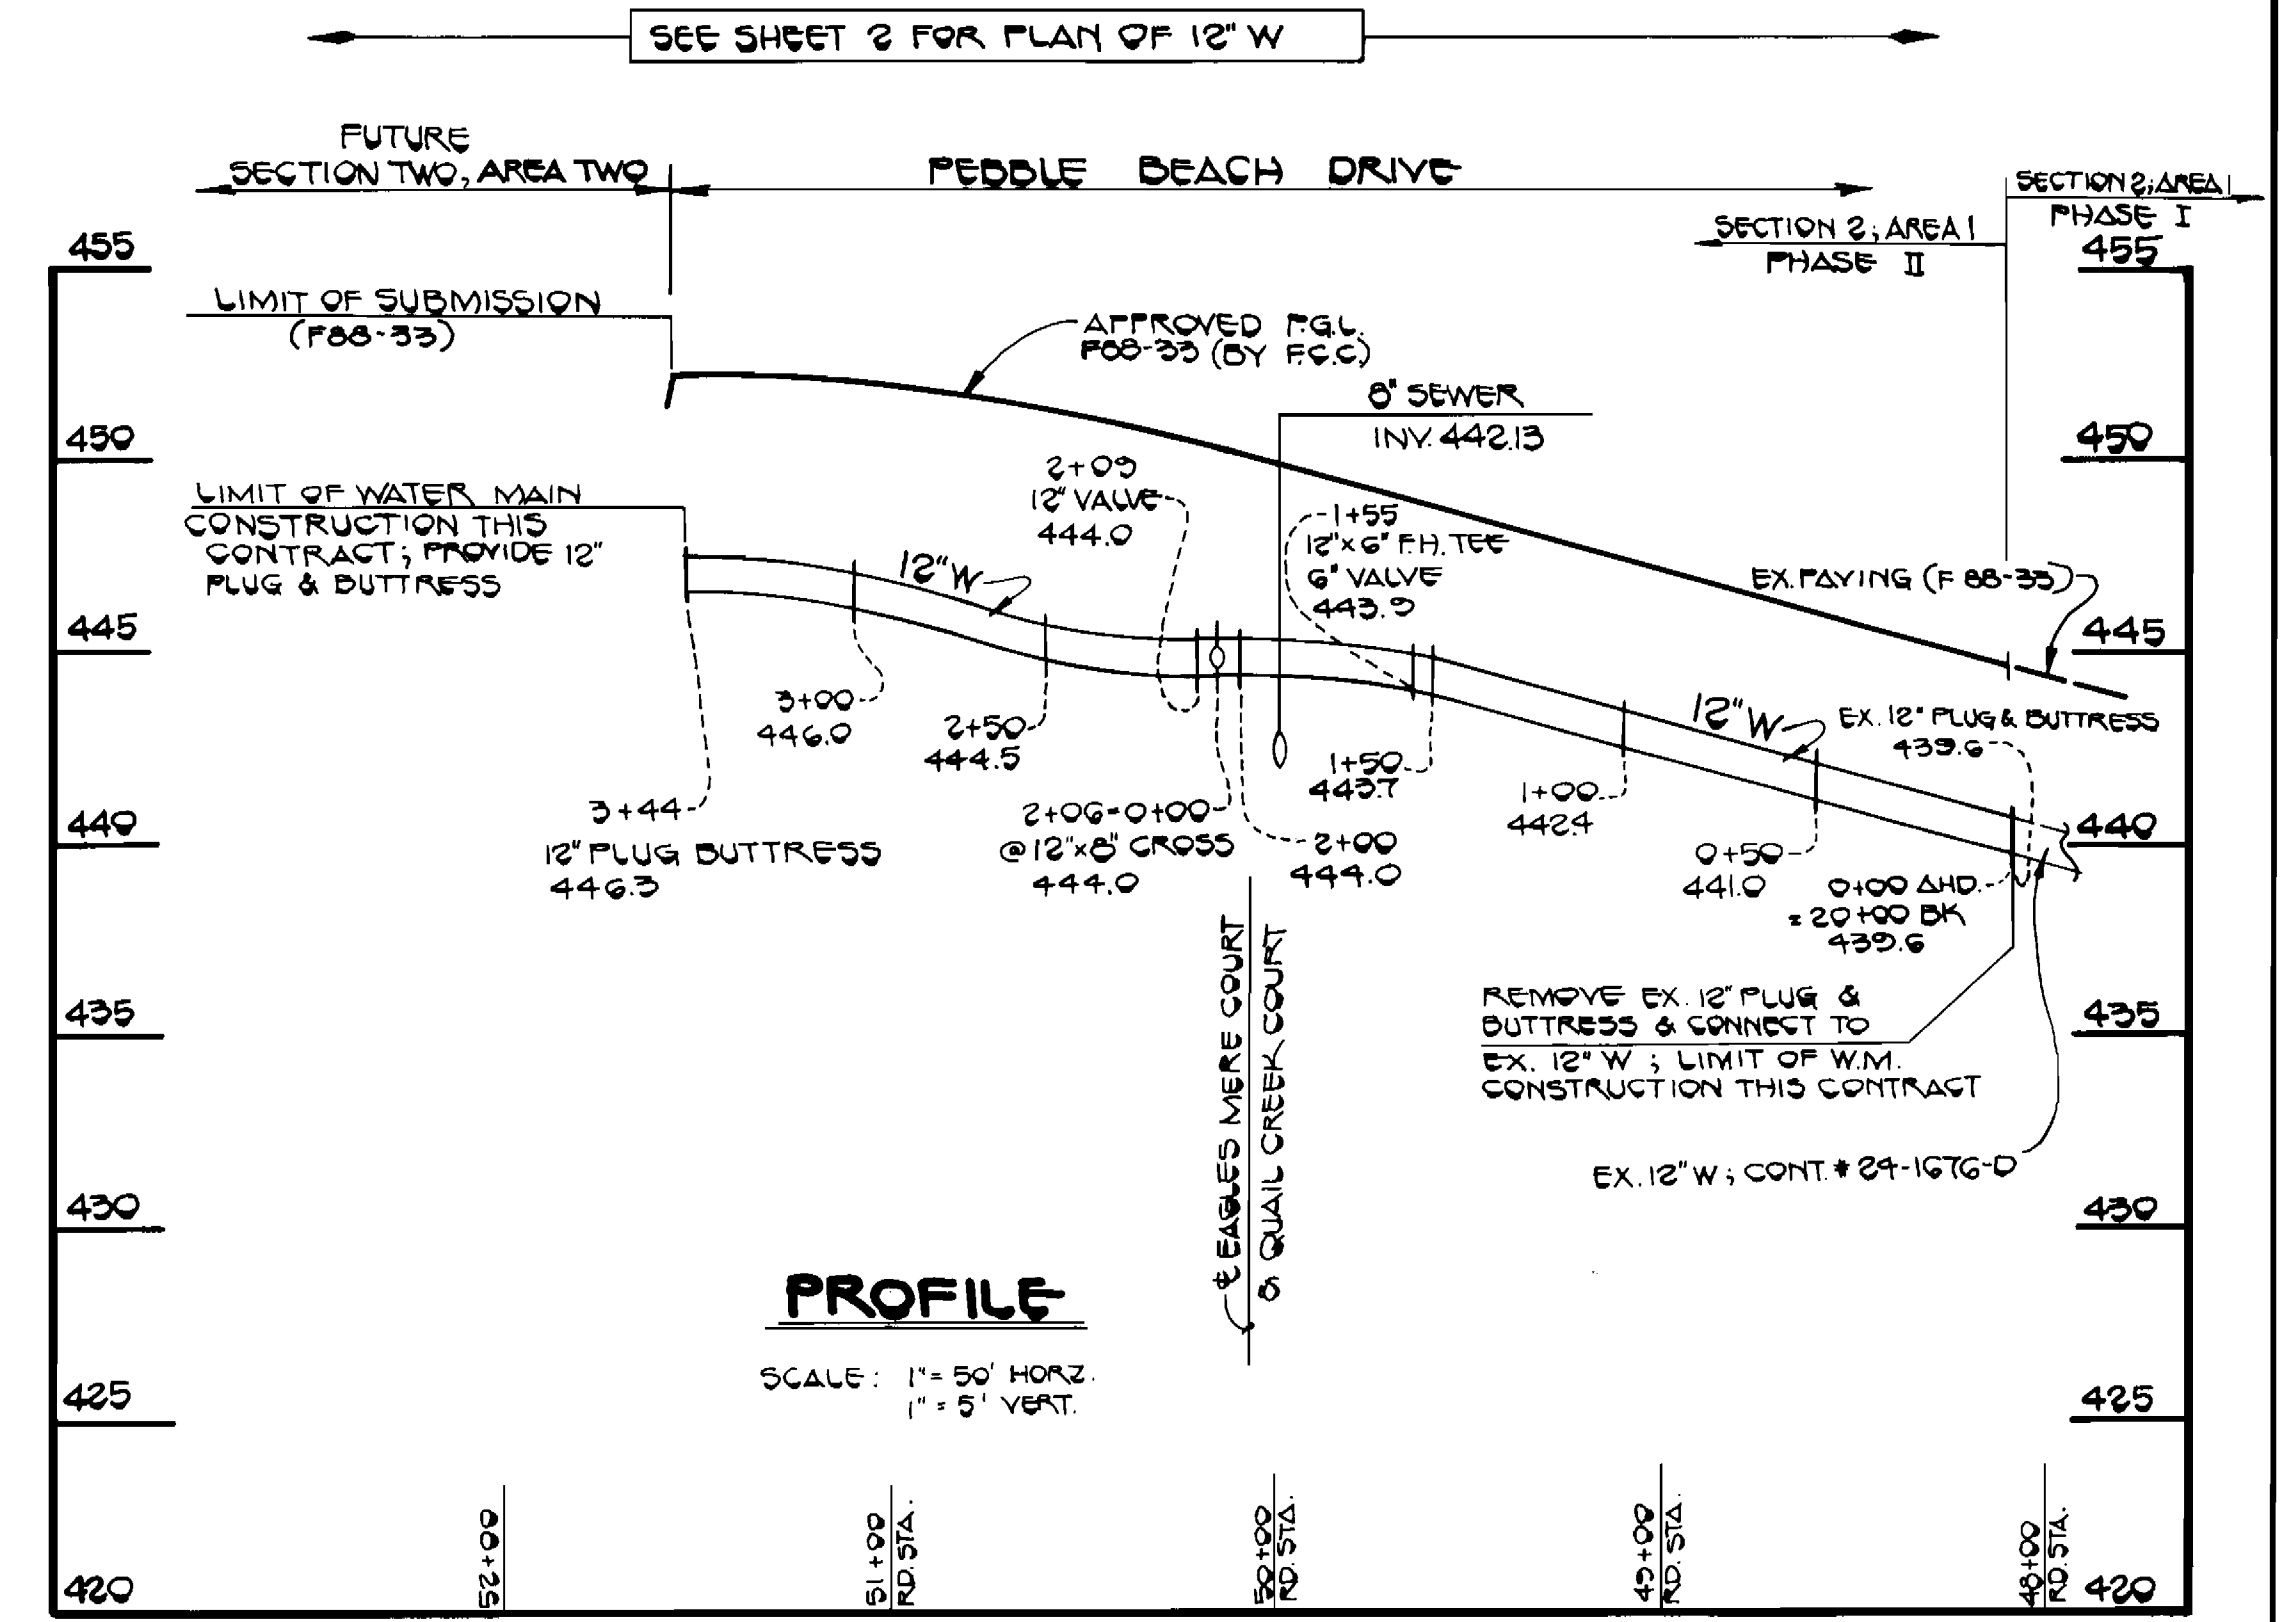 SEE SHEET 2 FOR PLAN OF 12" W
FUTURE
SECTION TWO, AREA TWO
PEBBLE BEACH DRIVE
SECTION 2; AREA 1
PHASE I
SECTION 2; AREA 1
PHASE II
455
455
LIMIT OF SUBMISSION
(F88-33)
APPROVED P.G.L.
F88-33 (BY F.C.C.)
8" SEWER
INV. 442.13
450
450
2+09
12" VALVE
444.0
LIMIT OF WATER MAIN
CONSTRUCTION THIS
CONTRACT; PROVIDE 12"
PLUG & BUTTRESS
1+55
12"x6" F.H. TEE
6" VALVE
443.9
12" W
EX. PAVING (F 88-33)
445
445
3+00
446.0
2+50
444.5
12" W
EX. 12" PLUG & BUTTRESS
439.6
1+50
443.7
1+00
442.4
3+44
12" PLUG BUTTRESS
446.3
2+06=0+00
@ 12"x8" CROSS
444.0
2+00
444.0
440
440
0+50
441.0
0+00 AHD.
= 20+00 BK
439.6
℄ EAGLES MERE COURT
& QUAIL CREEK COURT
REMOVE EX. 12" PLUG &
BUTTRESS & CONNECT TO
EX. 12" W ; LIMIT OF W.M.
CONSTRUCTION THIS CONTRACT
435
435
EX. 12" W ; CONT. # 24-1676-D
430
430
PROFILE
SCALE: 1" = 50' HORZ.
1" = 5' VERT.
425
425
52+00
51+00
RD. STA.
50+00
RD. STA.
49+00
RD. STA.
48+00
RD. STA.
420
420